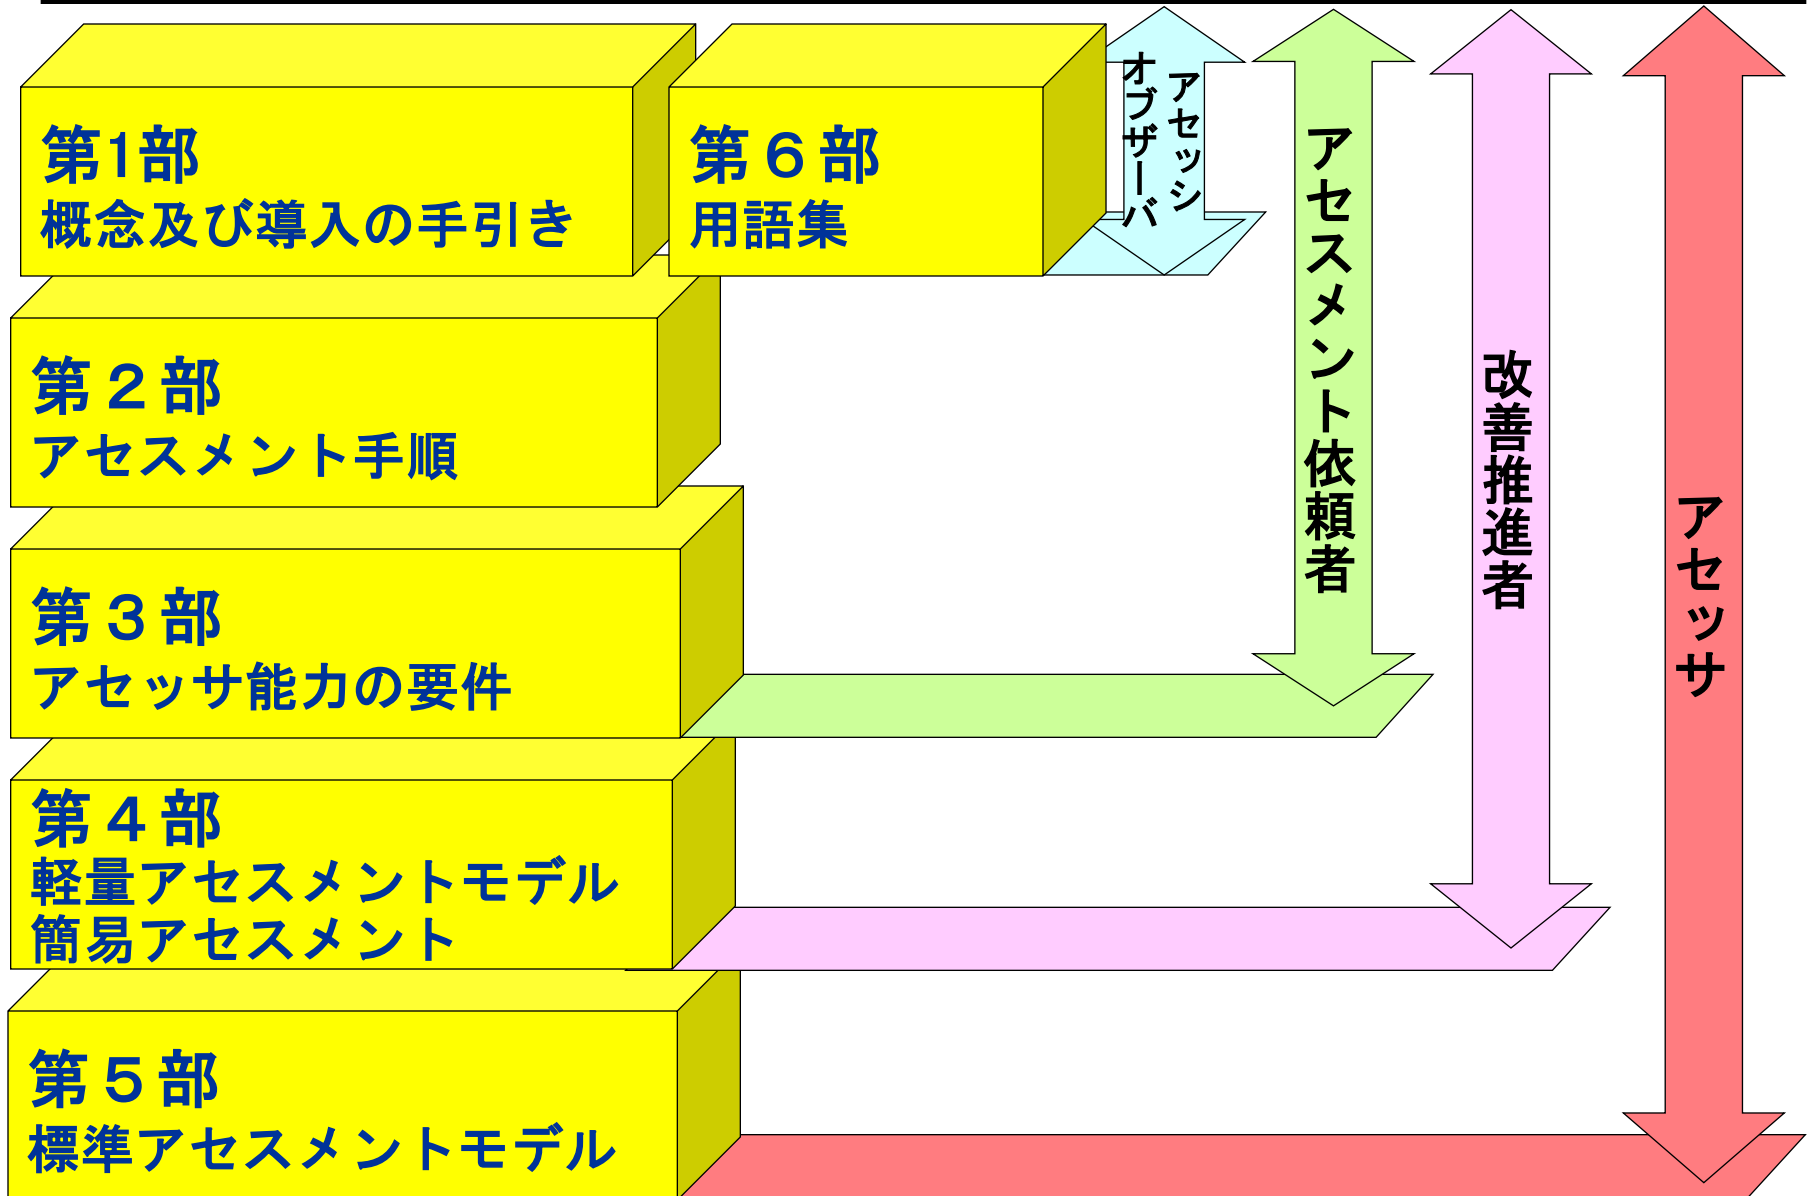 第1部
概念及び導入の手引き
第６部
用語集
第２部
アセスメント手順
第３部
アセッサ能力の要件
第４部
軽量アセスメントモデル
簡易アセスメント
第５部
標準アセスメントモデル
アセッシ
オブザーバ
アセスメント依頼者
改善推進者
アセッサ